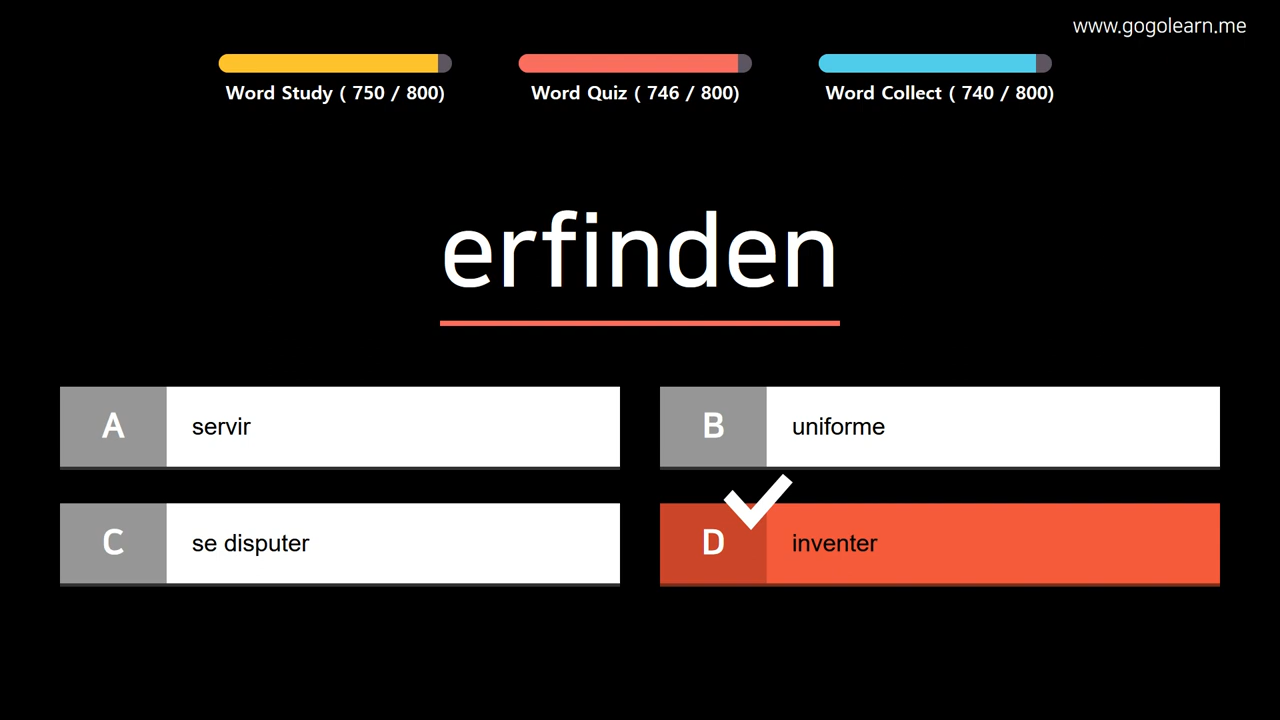 www.gogolearn.me
Word Study ( 750 / 800)
Word Quiz ( 746 / 800)
Word Collect ( 740 / 800)
erfinden
A servir
B uniforme
C se disputer
D inventer